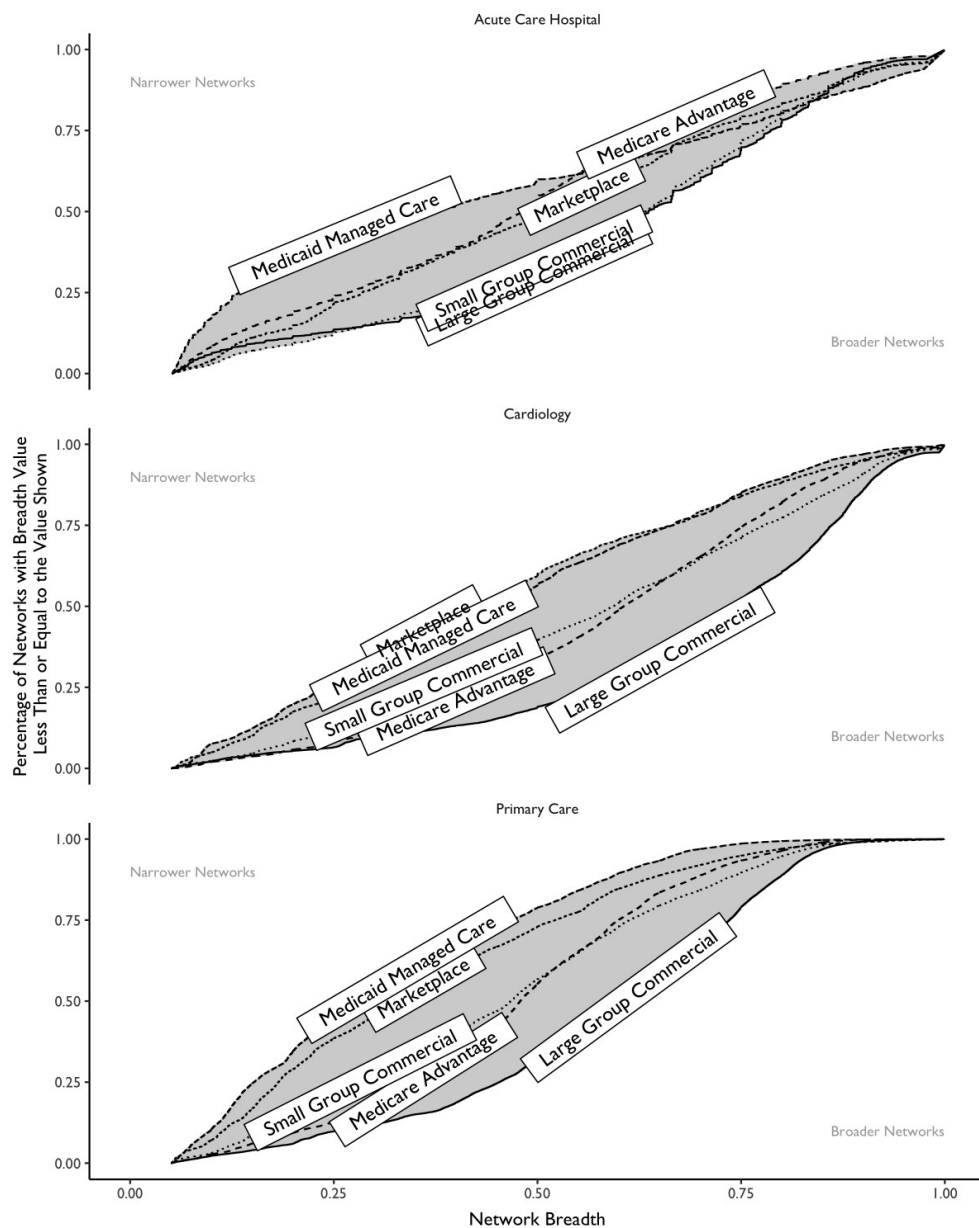 Acute Care Hospital
1.00
Narrower Networks
Medicare Advantage
0.75
Marketplace
Medicaid Managed Care
0.50
Small Group Commercial
Large Group Commercial
0.25
Broader Networks
0.00
Cardiology
1.00
Narrower Networks
0.75
Percentage of Networks with Breadth Value
Less Than or Equal to the Value Shown
0.50
Marketplace
Medicaid Managed Care
Large Group Commercial
Small Group Commercial
Medicare Advantage
0.25
Broader Networks
0.00
Primary Care
1.00
Narrower Networks
0.75
Medicaid Managed Care
Marketplace
Large Group Commercial
0.50
Small Group Commercial
Medicare Advantage
0.25
Broader Networks
0.00
0.00 0.25 0.50 0.75 1.00
Network Breadth